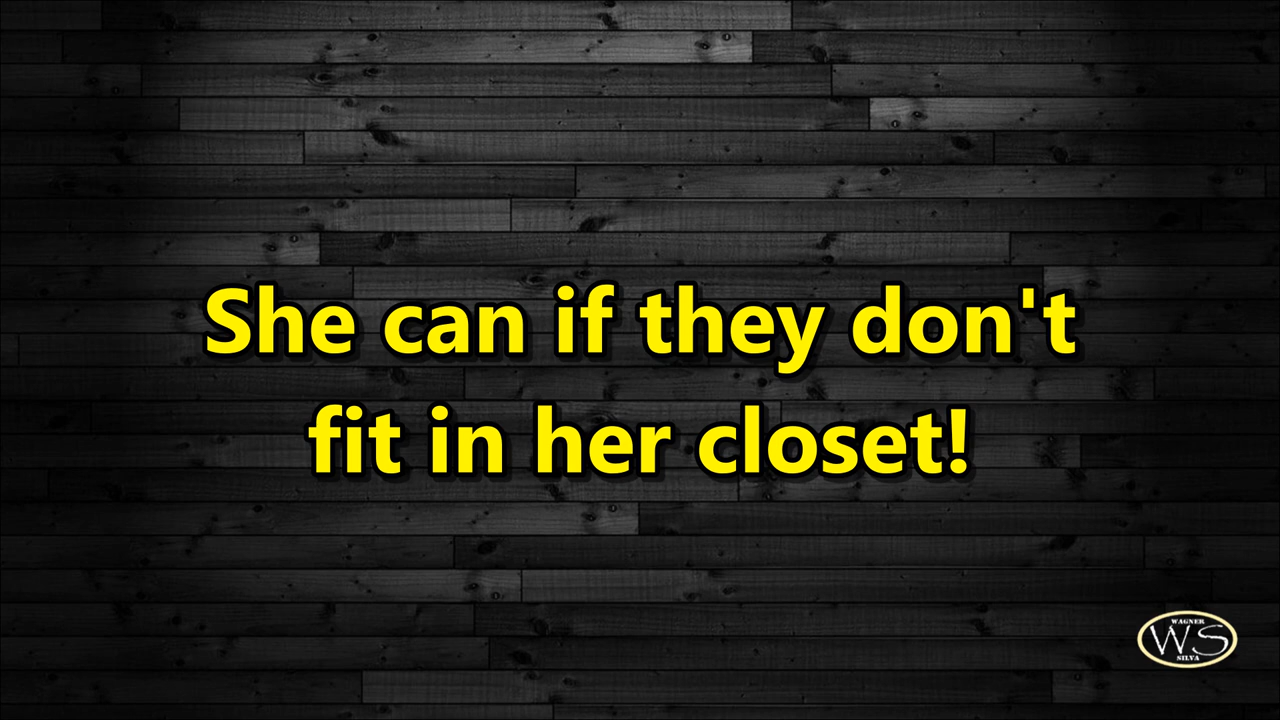 She can if they don't
fit in her closet!
WAGNER
WS
SILVA